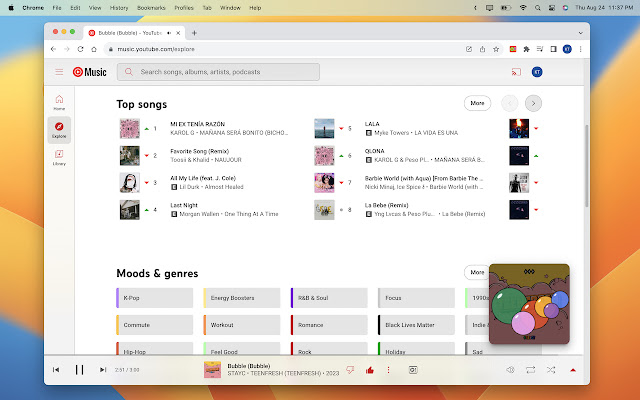 Chrome File Edit View History Bookmarks Profiles Tab Window Help Thu Aug 24 11:37 PM
Bubble (Bubble) – YouTube
music.youtube.com/explore
Music
Search songs, albums, artists, podcasts
KT
Home
Explore
Library
Top songs
More
1 MI EX TENÍA RAZÓN
KAROL G • MAÑANA SERÁ BONITO (BICHO...
2 Favorite Song (Remix)
Toosii & Khalid • NAUJOUR
3 All My Life (feat. J. Cole)
E Lil Durk • Almost Healed
4 Last Night
E Morgan Wallen • One Thing At A Time
5 LALA
E Myke Towers • LA VIDA ES UNA
6 QLONA
E KAROL G & Peso Pl... • MAÑANA SERÁ B...
7 Barbie World (with Aqua) [From Barbie The ...
Nicki Minaj, Ice Spice & • Barbie World (with ...
8 La Bebe (Remix)
E Yng Lvcas & Peso Plu... • La Bebe (Remix)
Moods & genres
More
K-Pop
Energy Boosters
R&B & Soul
Focus
1990s
Commute
Workout
Romance
Black Lives Matter
Indie &
Hip-Hop
Feel Good
Rock
Holiday
Sad
2:51 / 3:00
Bubble (Bubble)
STAYC • TEENFRESH (TEENFRESH) • 2023